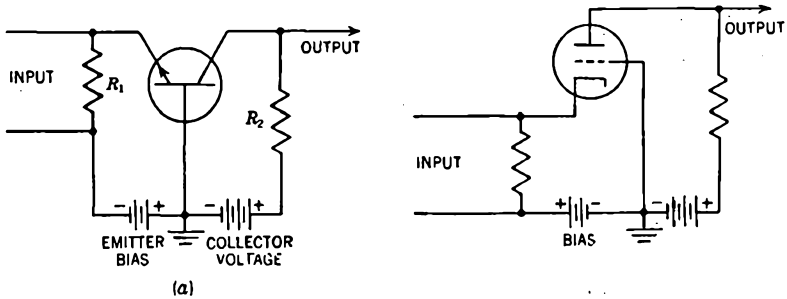 INPUT
R1
OUTPUT
R2
- + - +
EMITTER
BIAS
COLLECTOR
VOLTAGE
(a)
OUTPUT
INPUT
+ - - +
BIAS